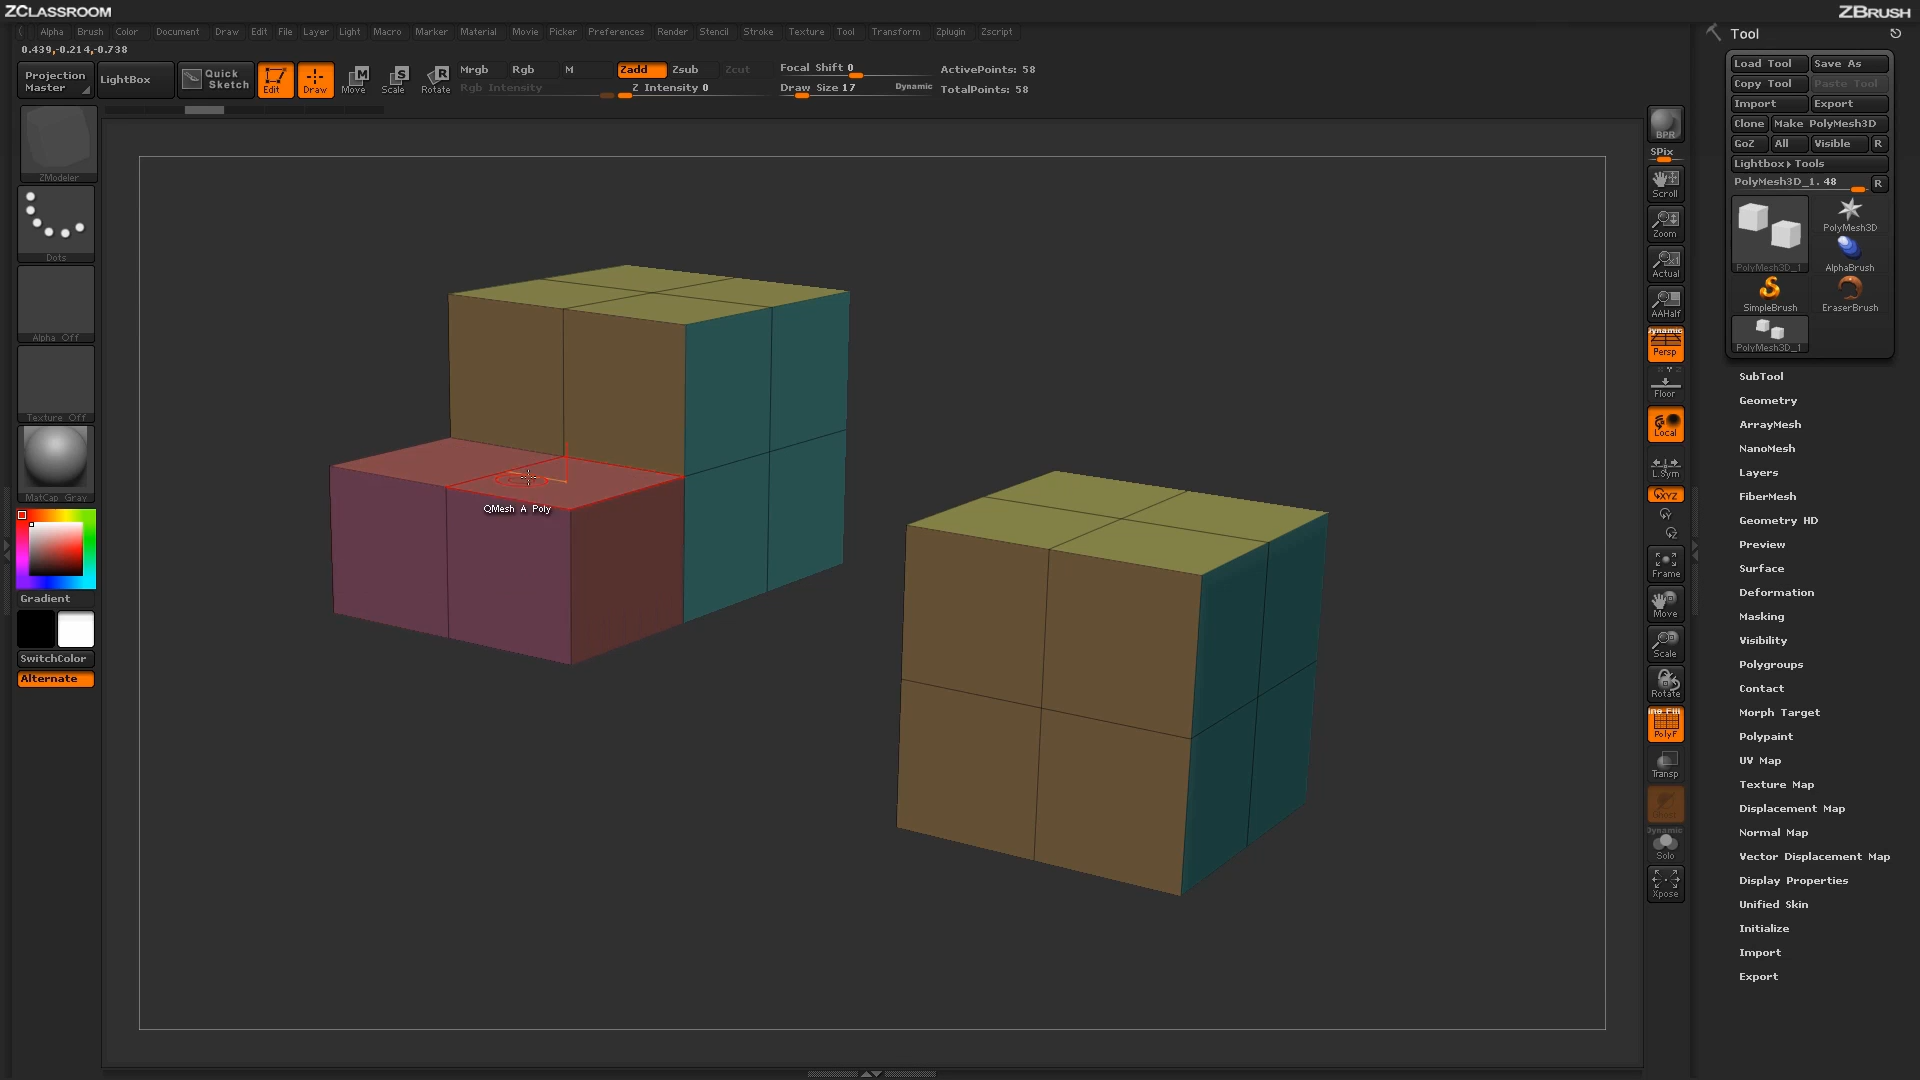 ZCLASSROOM
ZBRUSH
Alpha Brush Color Document Draw Edit File Layer Light Macro Marker Material Movie Picker Preferences Render Stencil Stroke Texture Tool Transform Zplugin Zscript
0.439,-0.214,-0.738
Projection Master
LightBox
Quick Sketch
Edit
Draw
Move
Scale
Rotate
Mrgb Rgb M Zadd Zsub Zcut
Rgb Intensity
Z Intensity 0
Focal Shift 0
Draw Size 17
Dynamic
ActivePoints: 58
TotalPoints: 58
ZModeler
Dots
Alpha Off
Texture Off
MatCap Gray
Gradient
SwitchColor
Alternate
QMesh A Poly
BPR
SPix
Scroll
Zoom
Actual
AAHalf
Dynamic
Persp
Floor
Local
L.Sym
XYZ
Frame
Move
Scale
Rotate
PolyF
Transp
Dynamic
Solo
Xpose
Tool
Load Tool Save As
Copy Tool Paste Tool
Import Export
Clone Make PolyMesh3D
GoZ All Visible R
Lightbox Tools
PolyMesh3D_1. 48 R
PolyMesh3D_1
PolyMesh3D
AlphaBrush
SimpleBrush
EraserBrush
PolyMesh3D_1
SubTool
Geometry
ArrayMesh
NanoMesh
Layers
FiberMesh
Geometry HD
Preview
Surface
Deformation
Masking
Visibility
Polygroups
Contact
Morph Target
Polypaint
UV Map
Texture Map
Displacement Map
Normal Map
Vector Displacement Map
Display Properties
Unified Skin
Initialize
Import
Export